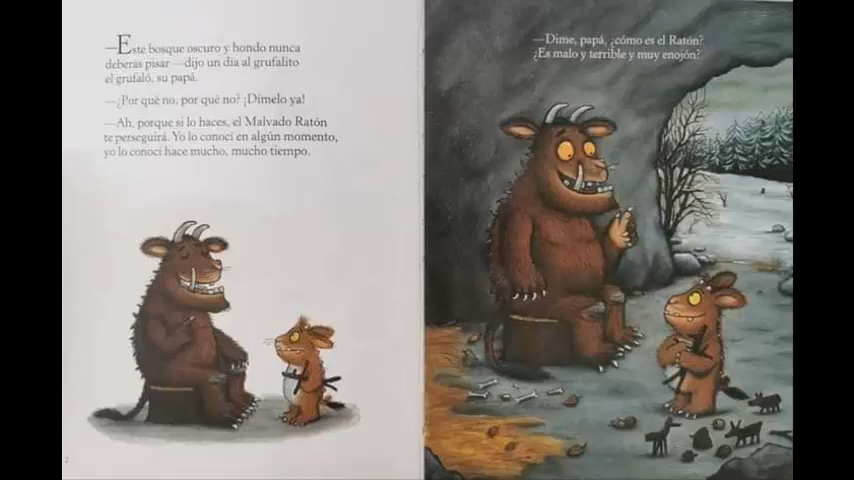 —Este bosque oscuro y hondo nunca
deberás pisar —dijo un día al grufalito
el grufaló, su papá.
—¿Por qué no, por qué no? ¡Dímelo ya!
—Ah, porque si lo haces, el Malvado Ratón
te perseguirá. Yo lo conocí en algún momento,
yo lo conocí hace mucho, mucho tiempo.
2
—Dime, papá, ¿cómo es el Ratón?
¿Es malo y terrible y muy enojón?